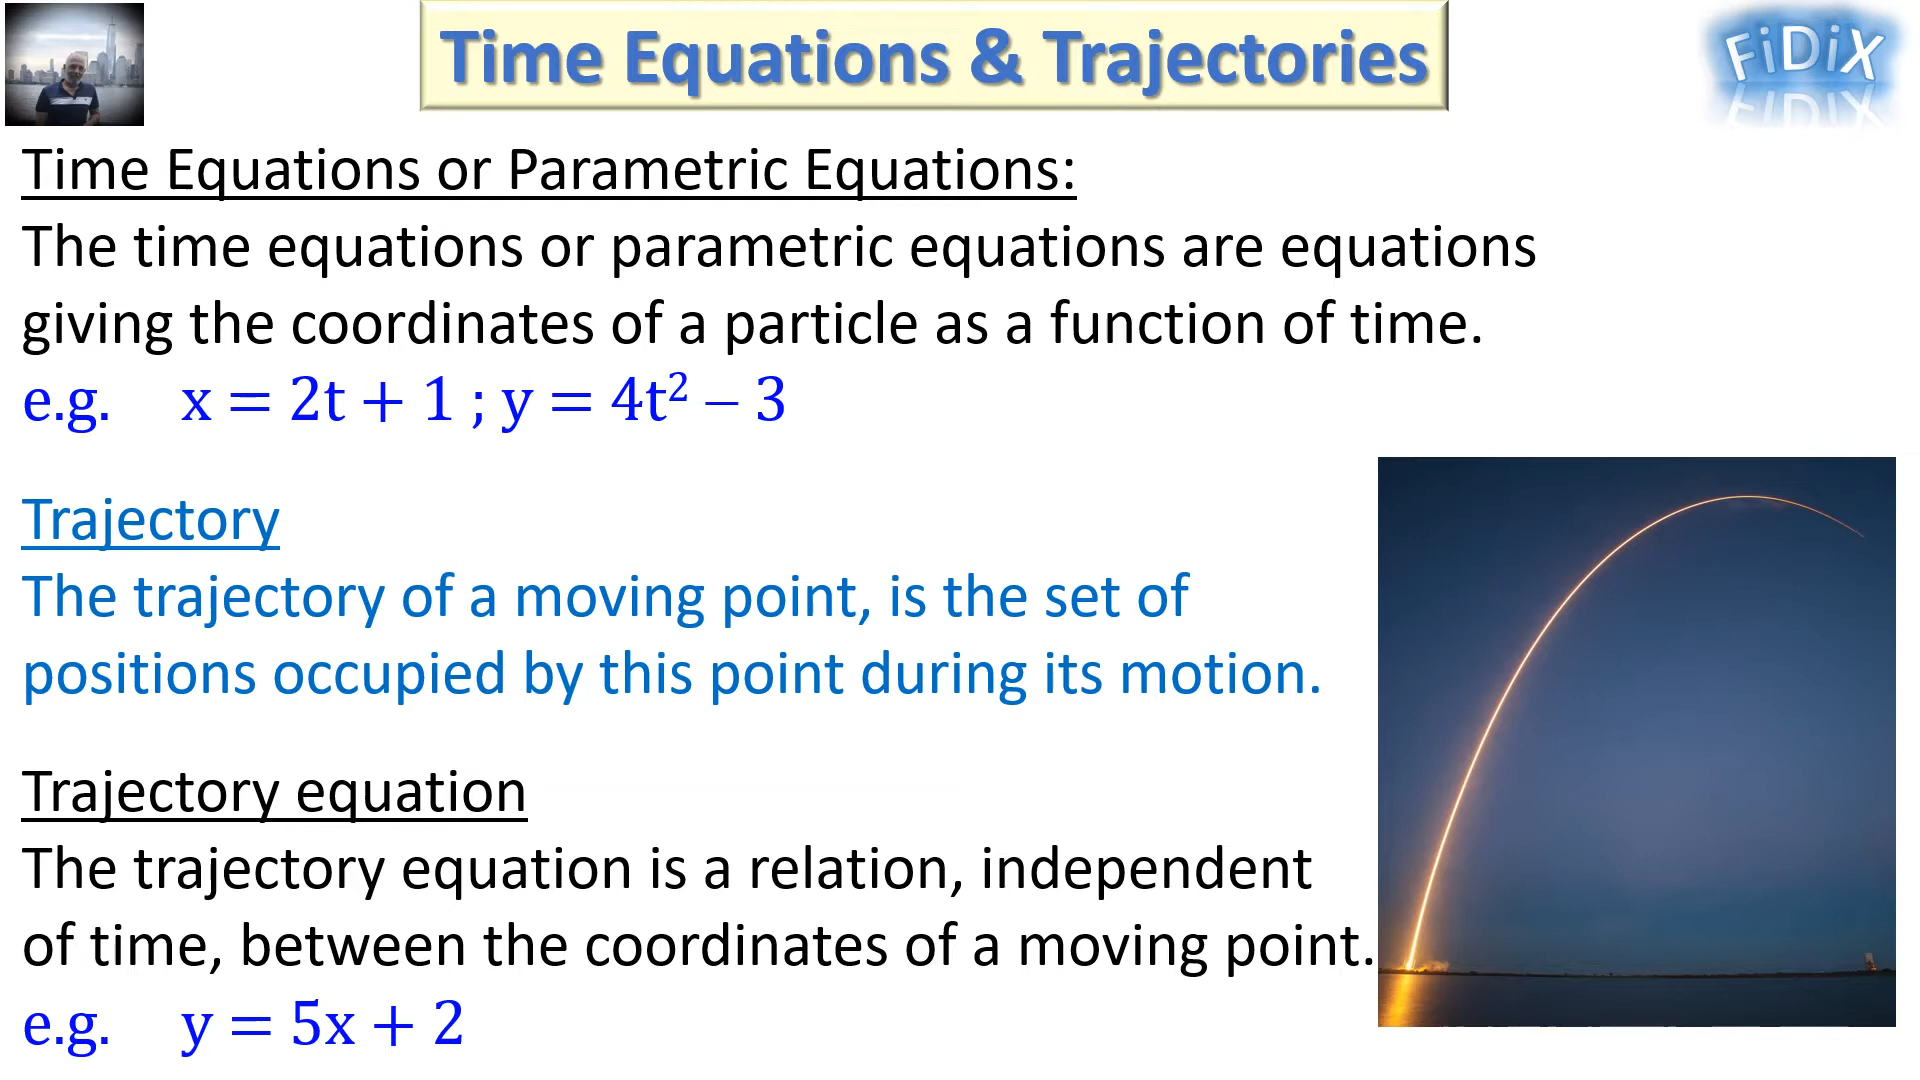 Time Equations & Trajectories
FiDiX
Time Equations or Parametric Equations:
The time equations or parametric equations are equations
giving the coordinates of a particle as a function of time.
e.g. x = 2t + 1 ; y = 4t² – 3
Trajectory
The trajectory of a moving point, is the set of
positions occupied by this point during its motion.
Trajectory equation
The trajectory equation is a relation, independent
of time, between the coordinates of a moving point.
e.g. y = 5x + 2